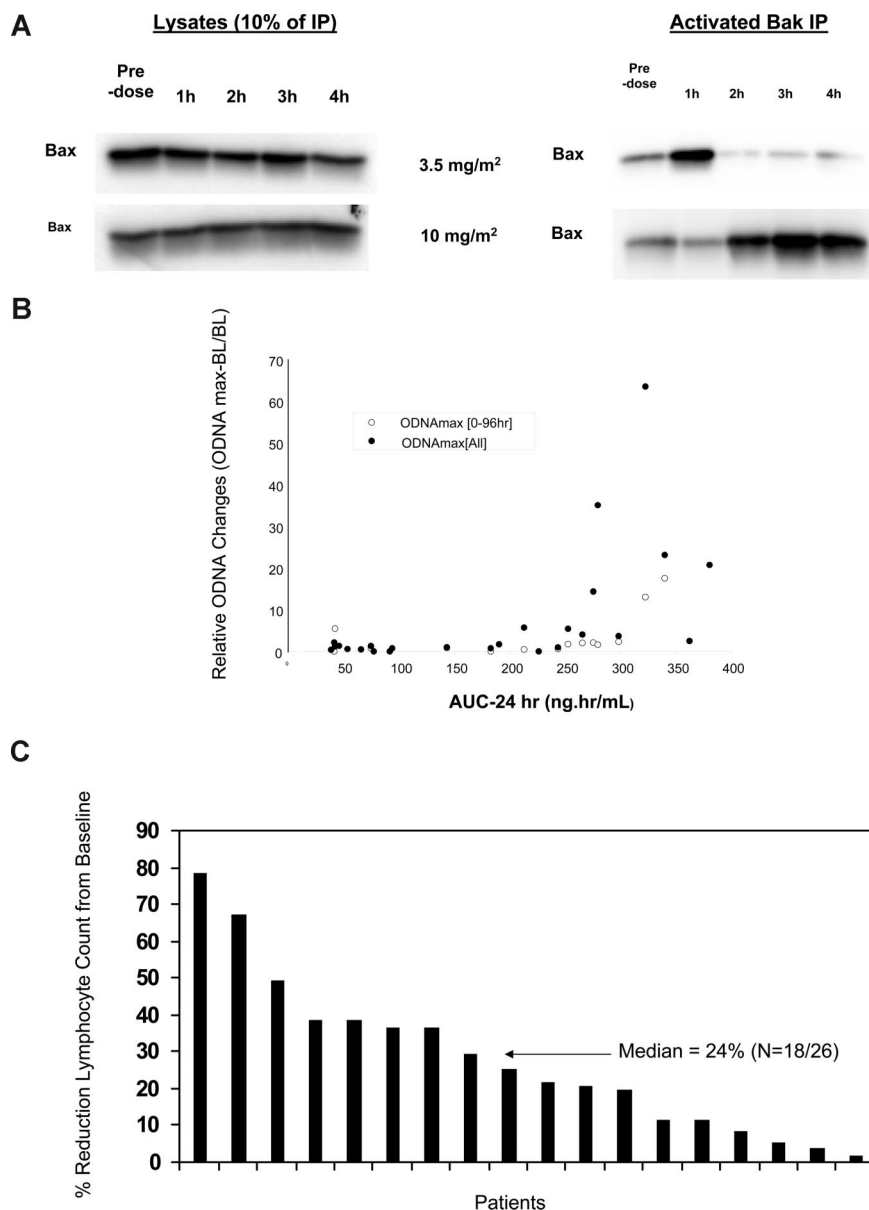 A
Lysates (10% of IP)
Activated Bak IP
Pre
-dose 1h 2h 3h 4h
Pre
-dose 1h 2h 3h 4h
Bax 3.5 mg/m² Bax
Bax 10 mg/m² Bax
B
Relative ODNA Changes (ODNA max-BL/BL)
70
60
50
40
30
20
10
0
ODNAmax [0-96hr]
ODNAmax[All]
0 50 100 150 200 250 300 350 400
AUC-24 hr (ng.hr/mL)
C
% Reduction Lymphocyte Count from Baseline
90
80
70
60
50
40
30
20
10
0
Median = 24% (N=18/26)
Patients